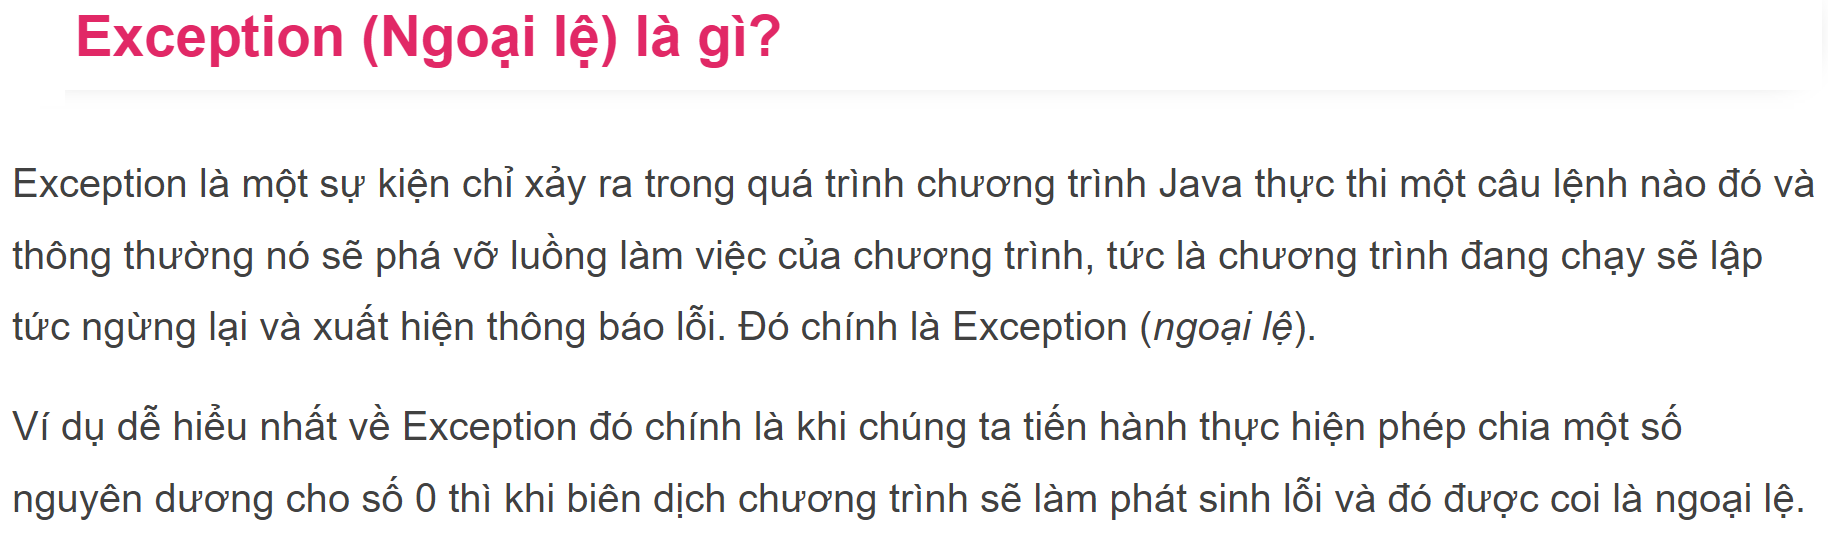 Exception (Ngoại lệ) là gì?
Exception là một sự kiện chỉ xảy ra trong quá trình chương trình Java thực thi một câu lệnh nào đó và
thông thường nó sẽ phá vỡ luồng làm việc của chương trình, tức là chương trình đang chạy sẽ lập
tức ngừng lại và xuất hiện thông báo lỗi. Đó chính là Exception (ngoại lệ).
Ví dụ dễ hiểu nhất về Exception đó chính là khi chúng ta tiến hành thực hiện phép chia một số
nguyên dương cho số 0 thì khi biên dịch chương trình sẽ làm phát sinh lỗi và đó được coi là ngoại lệ.